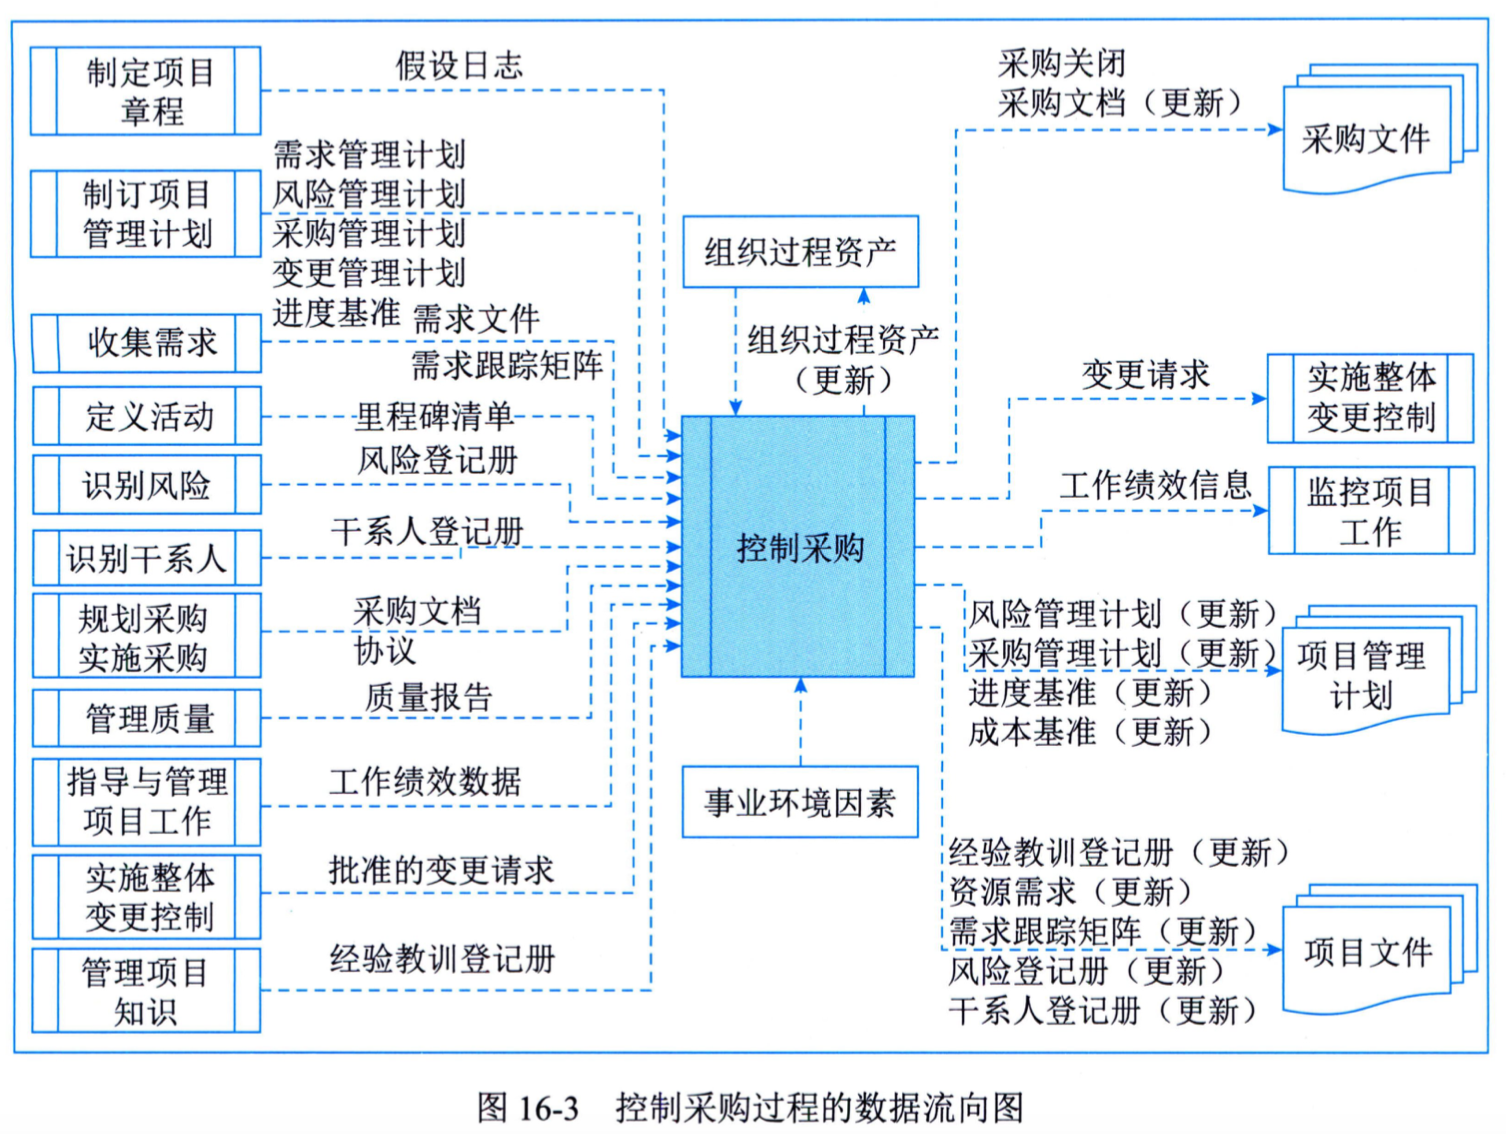 制定项目
章程
假设日志
制订项目
管理计划
需求管理计划
风险管理计划
采购管理计划
变更管理计划
进度基准
收集需求
需求文件
需求跟踪矩阵
定义活动
里程碑清单
识别风险
风险登记册
识别干系人
干系人登记册
规划采购
实施采购
采购文档
协议
管理质量
质量报告
指导与管理
项目工作
工作绩效数据
实施整体
变更控制
批准的变更请求
管理项目
知识
经验教训登记册
组织过程资产
组织过程资产
（更新）
控制采购
事业环境因素
采购关闭
采购文档（更新）
采购文件
变更请求
实施整体
变更控制
工作绩效信息
监控项目
工作
风险管理计划（更新）
采购管理计划（更新）
进度基准（更新）
成本基准（更新）
项目管理
计划
经验教训登记册（更新）
资源需求（更新）
需求跟踪矩阵（更新）
风险登记册（更新）
干系人登记册（更新）
项目文件
图 16-3 控制采购过程的数据流向图